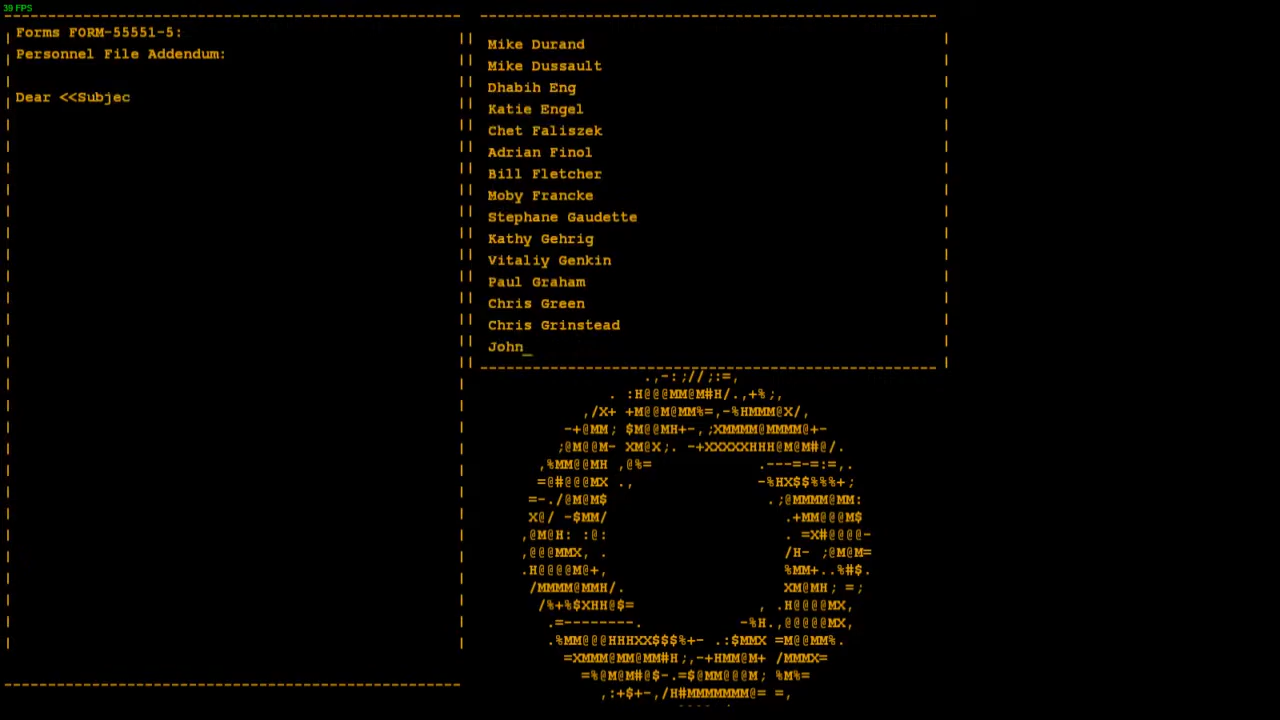 39 FPS
Forms FORM-55551-5:
Personnel File Addendum:
Dear <<Subjec
Mike Durand
Mike Dussault
Dhabih Eng
Katie Engel
Chet Faliszek
Adrian Finol
Bill Fletcher
Moby Francke
Stephane Gaudette
Kathy Gehrig
Vitaliy Genkin
Paul Graham
Chris Green
Chris Grinstead
John_